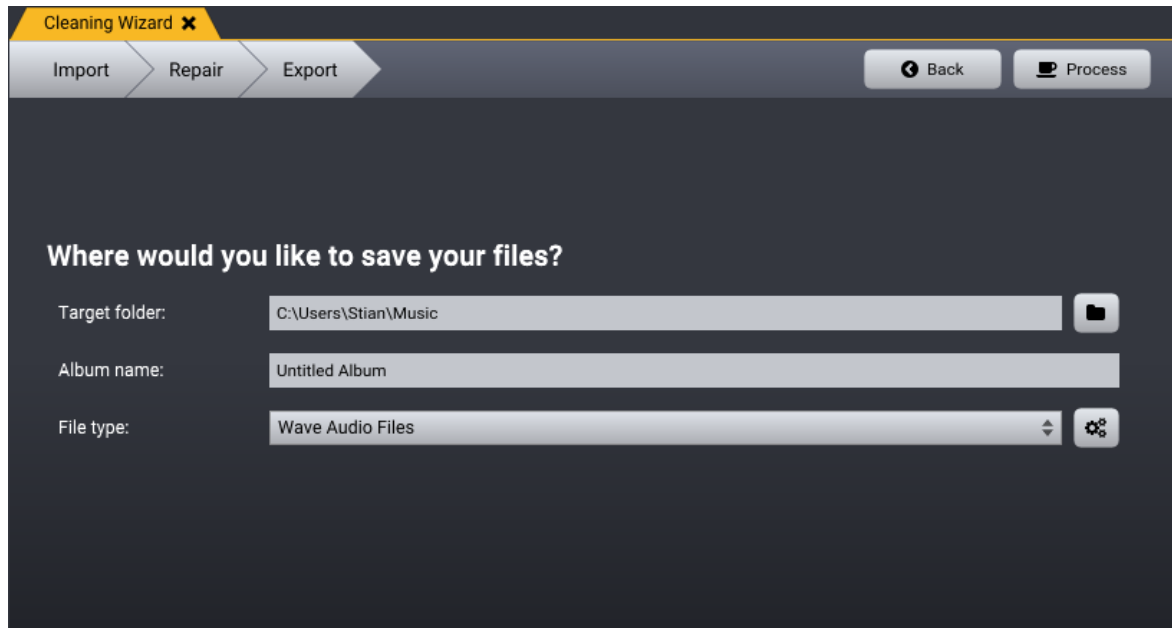 Cleaning Wizard
Import Repair Export Back Process
Where would you like to save your files?
Target folder: C:\Users\Stian\Music
Album name: Untitled Album
File type: Wave Audio Files